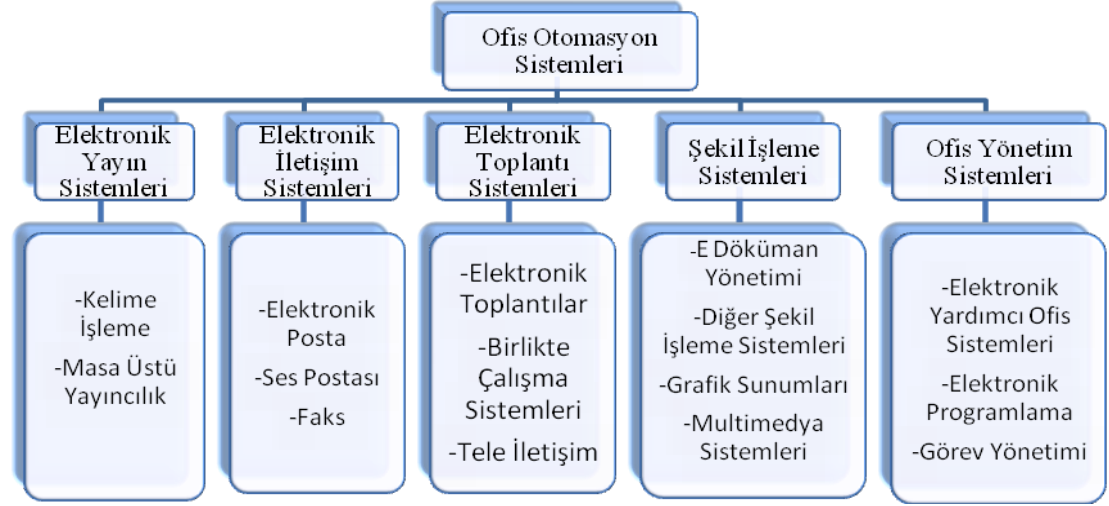 Ofis Otomasyon
Sistemleri
Elektronik
Yayın
Sistemleri
-Kelime
İşleme
-Masa Üstü
Yayıncılık
Elektronik
İletişim
Sistemleri
-Elektronik
Posta
-Ses Postası
-Faks
Elektronik
Toplantı
Sistemleri
-Elektronik
Toplantılar
-Birlikte
Çalışma
Sistemleri
-Tele İletişim
Şekil İşleme
Sistemleri
-E Döküman
Yönetimi
-Diğer Şekil
İşleme Sistemleri
-Grafik Sunumları
-Multimedya
Sistemleri
Ofis Yönetim
Sistemleri
-Elektronik
Yardımcı Ofis
Sistemleri
-Elektronik
Programlama
-Görev Yönetimi